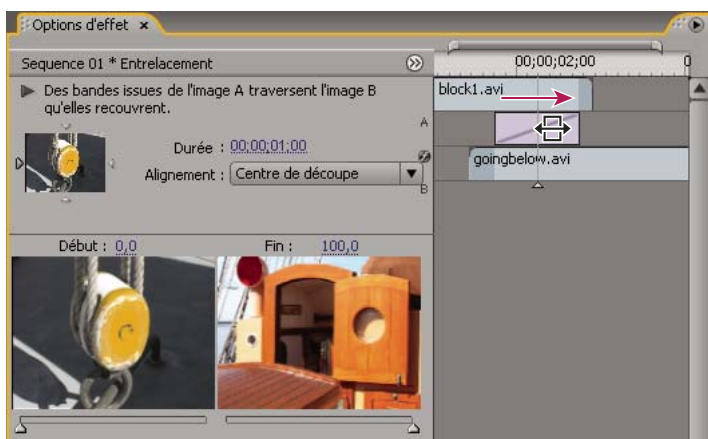 Options d'effet ×
Sequence 01 * Entrelacement
00;00;02;00
0
Des bandes issues de l'image A traversent l'image B
qu'elles recouvrent.
block1.avi
A
Durée : 00;00;01;00
Alignement : Centre de découpe
B
goingbelow.avi
Début : 0,0
Fin : 100,0